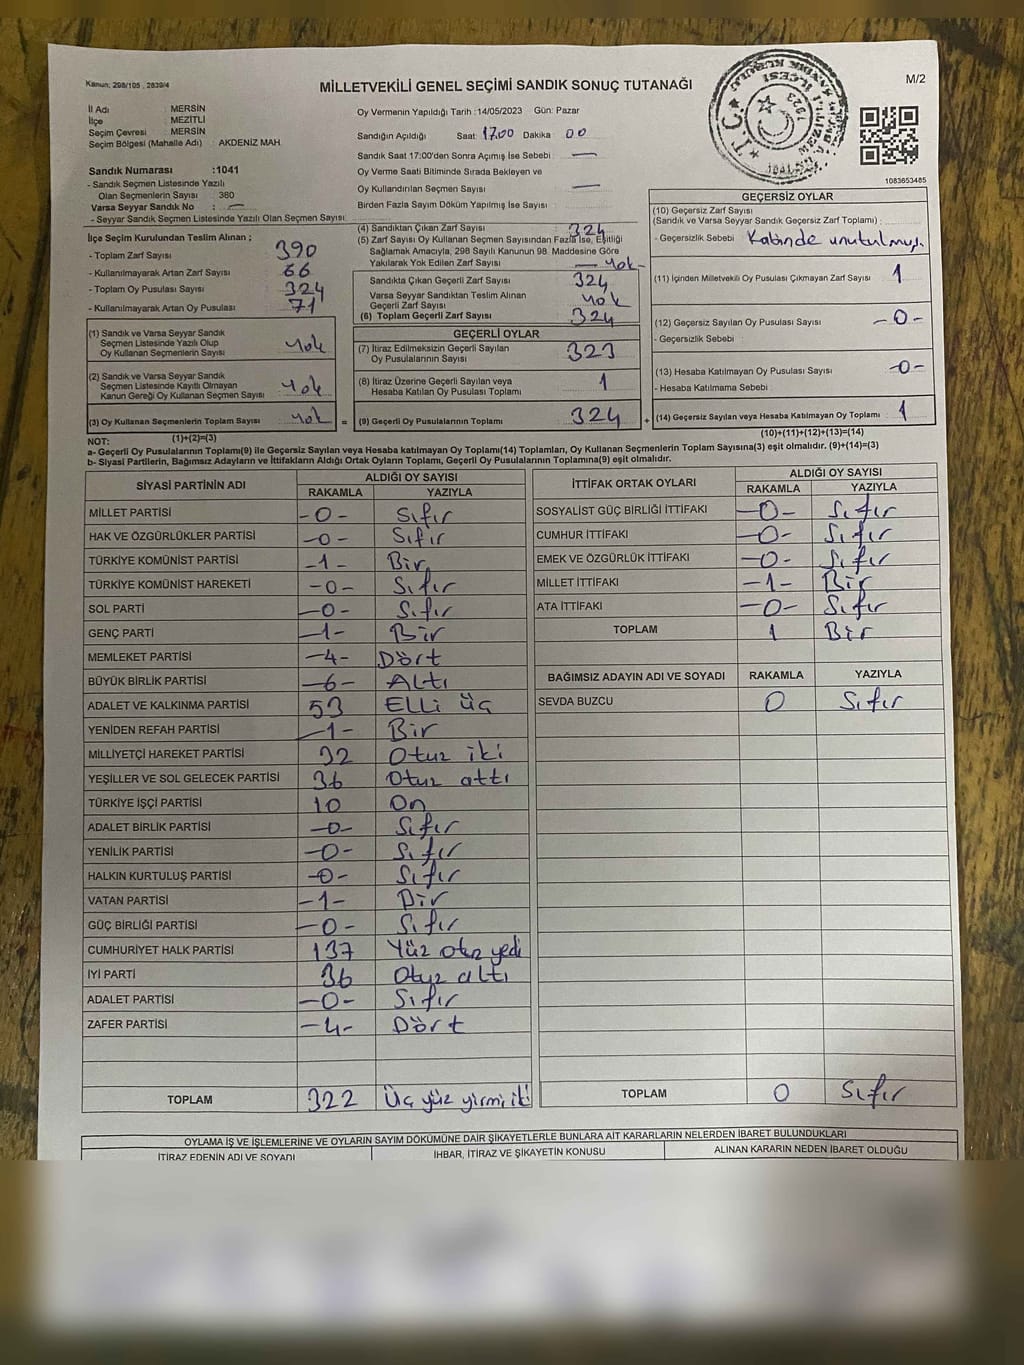 Kanun: 298/105 , 2839/4
MİLLETVEKİLİ GENEL SEÇİMİ SANDIK SONUÇ TUTANAĞI
M/2
İl Adı : MERSİN
İlçe : MEZİTLİ
Seçim Çevresi : MERSİN
Seçim Bölgesi (Mahalle Adı) : AKDENİZ MAH.
Sandık Numarası :1041
- Sandık Seçmen Listesinde Yazılı
Olan Seçmenlerin Sayısı : 380
Varsa Seyyar Sandık No : —
- Seyyar Sandık Seçmen Listesinde Yazılı Olan Seçmen Sayısı:
Oy Vermenin Yapıldığı Tarih :14/05/2023 Gün: Pazar
Sandığın Açıldığı Saat: 17.00 Dakika 00
Sandık Saat 17:00'den Sonra Açımış İse Sebebi : —
Oy Verme Saati Bitiminde Sırada Bekleyen ve
Oy Kullandırılan Seçmen Sayısı : —
Birden Fazla Sayım Döküm Yapılmış İse Sayısı :
1083653485
İlçe Seçim Kurulundan Teslim Alınan ;
- Toplam Zarf Sayısı : 390
- Kullanılmayarak Artan Zarf Sayısı : 66
- Toplam Oy Pusulası Sayısı : 324
- Kullanılmayarak Artan Oy Pusulası : 71
(1) Sandık ve Varsa Seyyar Sandık
Seçmen Listesinde Yazılı Olup
Oy Kullanan Seçmenlerin Sayısı : Yok
(2) Sandık ve Varsa Seyyar Sandık
Seçmen Listesinde Kayıtlı Olmayan
Kanun Gereği Oy Kullanan Seçmen Sayısı : Yok
(3) Oy Kullanan Seçmenlerin Toplam Sayısı : Yok =
(1)+(2)=(3)
(4) Sandıktan Çıkan Zarf Sayısı : 324
(5) Zarf Sayısı Oy Kullanan Seçmen Sayısından Fazla İse, Eşitliği
Sağlamak Amacıyla, 298 Sayılı Kanunun 98. Maddesine Göre
Yakılarak Yok Edilen Zarf Sayısı : — Yok -
Sandıkta Çıkan Geçerli Zarf Sayısı : 324
Varsa Seyyar Sandıktan Teslim Alınan
Geçerli Zarf Sayısı : Yok
(6) Toplam Geçerli Zarf Sayısı : 324
GEÇERLİ OYLAR
(7) İtiraz Edilmeksizin Geçerli Sayılan
Oy Pusulalarının Sayısı : 323
(8) İtiraz Üzerine Geçerli Sayılan veya
Hesaba Katılan Oy Pusulası Toplamı : 1
(9) Geçerli Oy Pusulalarının Toplamı : 324 +
GEÇERSİZ OYLAR
(10) Geçersiz Zarf Sayısı
(Sandık ve Varsa Seyyar Sandık Geçersiz Zarf Toplamı) :
- Geçersizlik Sebebi : Kabinde unutulmuş.
(11) İçinden Milletvekili Oy Pusulası Çıkmayan Zarf Sayısı : 1
(12) Geçersiz Sayılan Oy Pusulası Sayısı : -0-
- Geçersizlik Sebebi :
(13) Hesaba Katılmayan Oy Pusulası Sayısı : -0-
- Hesaba Katılmama Sebebi :
(14) Geçersiz Sayılan veya Hesaba Katılmayan Oy Toplamı : 1
(10)+(11)+(12)+(13)=(14)
NOT:
a- Geçerli Oy Pusulasının Toplamı(9) ile Geçersiz Sayılan veya Hesaba katılmayan Oy Toplamı(14) Toplamları, Oy Kullanan Seçmenlerin Toplam Sayısına(3) eşit olmalıdır. (9)+(14)=(3)
b- Siyasi Partilerin, Bağımsız Adayların ve İttifakların Aldığı Ortak Oyların Toplamı, Geçerli Oy Pusulalarının Toplamına(9) eşit olmalıdır.
SİYASİ PARTİNİN ADI ALDIĞI OY SAYISI
RAKAMLA YAZIYLA
MİLLET PARTİSİ -0- Sıfır
HAK VE ÖZGÜRLÜKLER PARTİSİ -0- Sıfır
TÜRKİYE KOMÜNİST PARTİSİ -1- Bir
TÜRKİYE KOMÜNİST HAREKETİ -0- Sıfır
SOL PARTİ -0- Sıfır
GENÇ PARTİ -1- Bir
MEMLEKET PARTİSİ -4- Dört
BÜYÜK BİRLİK PARTİSİ -6- Altı
ADALET VE KALKINMA PARTİSİ 53 Elli üç
YENİDEN REFAH PARTİSİ -1- Bir
MİLLİYETÇİ HAREKET PARTİSİ 32 Otuz iki
YEŞİLLER VE SOL GELECEK PARTİSİ 36 Otuz altı
TÜRKİYE İŞÇİ PARTİSİ 10 On
ADALET BİRLİK PARTİSİ -0- Sıfır
YENİLİK PARTİSİ -0- Sıfır
HALKIN KURTULUŞ PARTİSİ -0- Sıfır
VATAN PARTİSİ -1- Bir
GÜÇ BİRLİĞİ PARTİSİ -0- Sıfır
CUMHURİYET HALK PARTİSİ 137 Yüz otuz yedi
İYİ PARTİ 36 Otuz altı
ADALET PARTİSİ -0- Sıfır
ZAFER PARTİSİ -4- Dört
TOPLAM 322 Üç yüz yirmi iki
İTTİFAK ORTAK OYLARI ALDIĞI OY SAYISI
RAKAMLA YAZIYLA
SOSYALİST GÜÇ BİRLİĞİ İTTİFAKI -0- Sıfır
CUMHUR İTTİFAKI -0- Sıfır
EMEK VE ÖZGÜRLÜK İTTİFAKI -0- Sıfır
MİLLET İTTİFAKI -1- Bir
ATA İTTİFAKI -0- Sıfır
TOPLAM 1 Bir
BAĞIMSIZ ADAYIN ADI VE SOYADI RAKAMLA YAZIYLA
SEVDA BUZCU 0 Sıfır
TOPLAM 0 Sıfır
OYLAMA İŞ VE İŞLEMLERİNE VE OYLARIN SAYIM DÖKÜMÜNE DAİR ŞİKAYETLERLE BUNLARA AİT KARARLARIN NELERDEN İBARET BULUNDUKLARI
İTİRAZ EDENİN ADI VE SOYADI İHBAR, İTİRAZ VE ŞİKAYETİN KONUSU ALINAN KARARIN NEDEN İBARET OLDUĞU